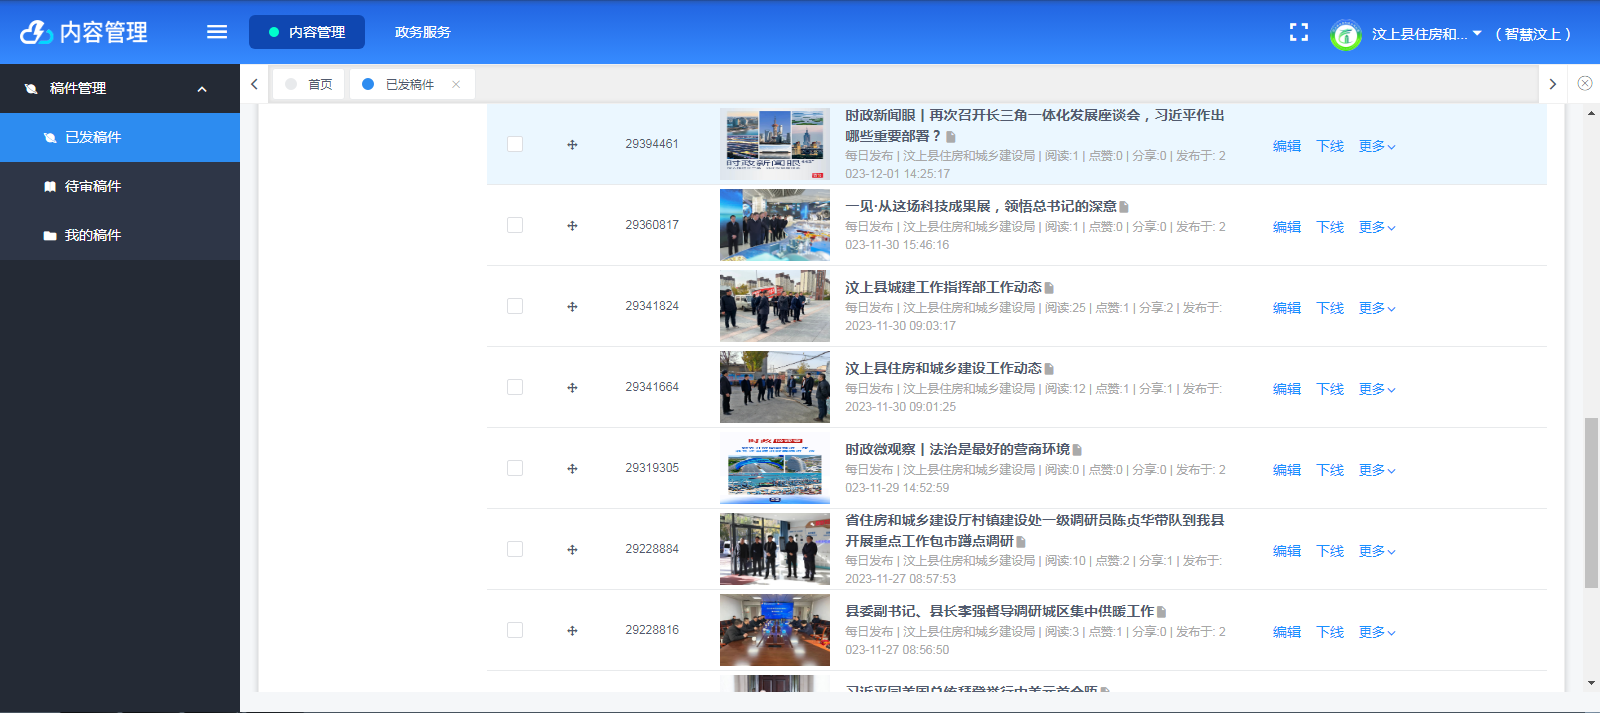 内容管理
内容管理
政务服务
汶上县住房和...
（智慧汶上）
稿件管理
已发稿件
待审稿件
我的稿件
首页
已发稿件
29394461
时政新闻眼
时政新闻眼丨再次召开长三角一体化发展座谈会，习近平作出
哪些重要部署？
每日发布 | 汶上县住房和城乡建设局 | 阅读:1 | 点赞:0 | 分享:0 | 发布于: 2
023-12-01 14:25:17
编辑 下线 更多
29360817
一见·从这场科技成果展，领悟总书记的深意
每日发布 | 汶上县住房和城乡建设局 | 阅读:1 | 点赞:0 | 分享:0 | 发布于: 2
023-11-30 15:46:16
编辑 下线 更多
29341824
汶上县城建工作指挥部工作动态
每日发布 | 汶上县住房和城乡建设局 | 阅读:25 | 点赞:1 | 分享:2 | 发布于:
2023-11-30 09:03:17
编辑 下线 更多
29341664
汶上县住房和城乡建设工作动态
每日发布 | 汶上县住房和城乡建设局 | 阅读:12 | 点赞:1 | 分享:1 | 发布于:
2023-11-30 09:01:25
编辑 下线 更多
29319305
时政
时政微观察丨法治是最好的营商环境
每日发布 | 汶上县住房和城乡建设局 | 阅读:0 | 点赞:0 | 分享:0 | 发布于: 2
023-11-29 14:52:59
编辑 下线 更多
29228884
省住房和城乡建设厅村镇建设处一级调研员陈贞华带队到我县
开展重点工作包市蹲点调研
每日发布 | 汶上县住房和城乡建设局 | 阅读:10 | 点赞:2 | 分享:1 | 发布于:
2023-11-27 08:57:53
编辑 下线 更多
29228816
县委副书记、县长李强督导调研城区集中供暖工作
每日发布 | 汶上县住房和城乡建设局 | 阅读:3 | 点赞:1 | 分享:0 | 发布于: 2
023-11-27 08:56:50
编辑 下线 更多
习近平同美国总统拜登举行中美元首会晤